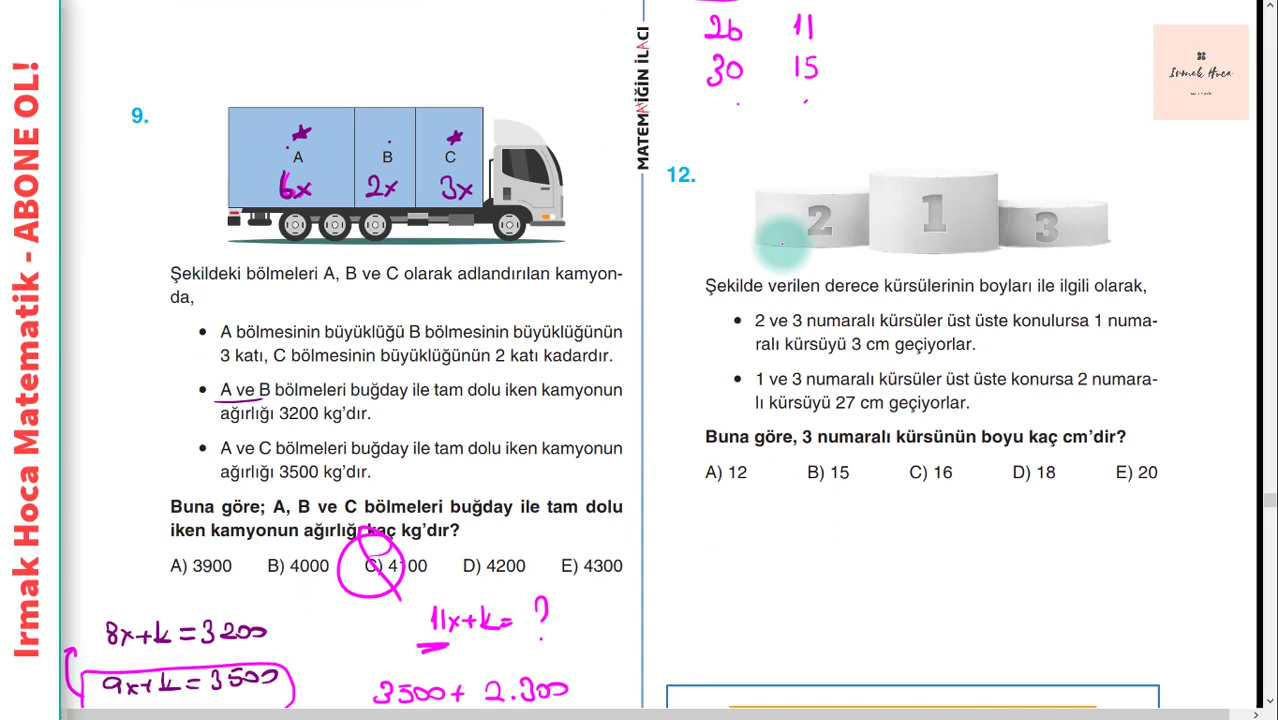 Irmak Hoca Matematik - ABONE OL!
9.
A
B
C
6x
2x
3x
Şekildeki bölmeleri A, B ve C olarak adlandırılan kamyon-
da,
• A bölmesinin büyüklüğü B bölmesinin büyüklüğünün
3 katı, C bölmesinin büyüklüğünün 2 katı kadardır.
• A ve B bölmeleri buğday ile tam dolu iken kamyonun
ağırlığı 3200 kg'dır.
• A ve C bölmeleri buğday ile tam dolu iken kamyonun
ağırlığı 3500 kg'dır.
Buna göre; A, B ve C bölmeleri buğday ile tam dolu
iken kamyonun ağırlığı kaç kg'dır?
A) 3900 B) 4000 C) 4100 D) 4200 E) 4300
11x+k= ?
8x+k=3200
9x+k=3500
3500+ 2.300
MATEMATİĞİN İLACI
26 11
30 15
Irmak Hoca
12.
2
1
3
Şekilde verilen derece kürsülerinin boyları ile ilgili olarak,
• 2 ve 3 numaralı kürsüler üst üste konulursa 1 numa-
ralı kürsüyü 3 cm geçiyorlar.
• 1 ve 3 numaralı kürsüler üst üste konursa 2 numara-
lı kürsüyü 27 cm geçiyorlar.
Buna göre, 3 numaralı kürsünün boyu kaç cm'dir?
A) 12 B) 15 C) 16 D) 18 E) 20